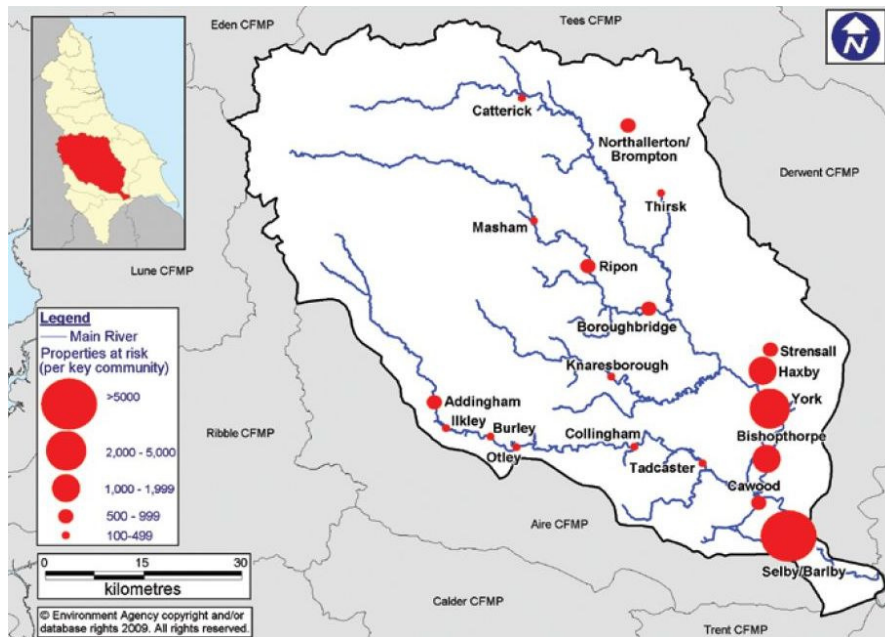 Eden CFMP
Tees CFMP
N
Catterick
Northallerton/
Brompton
Derwent CFMP
Thirsk
Masham
Lune CFMP
Ripon
Boroughbridge
Legend
Main River
Properties at risk
(per key community)
>5000
2,000 - 5,000
1,000 - 1,999
500 - 999
100-499
Strensall
Haxby
Knaresborough
York
Addingham
Ilkley
Burley
Otley
Collingham
Bishopthorpe
Ribble CFMP
Tadcaster
Cawood
Aire CFMP
Selby/Barlby
0 15 30
kilometres
Calder CFMP
© Environment Agency copyright and/or
database rights 2009. All rights reserved.
Trent CFMP